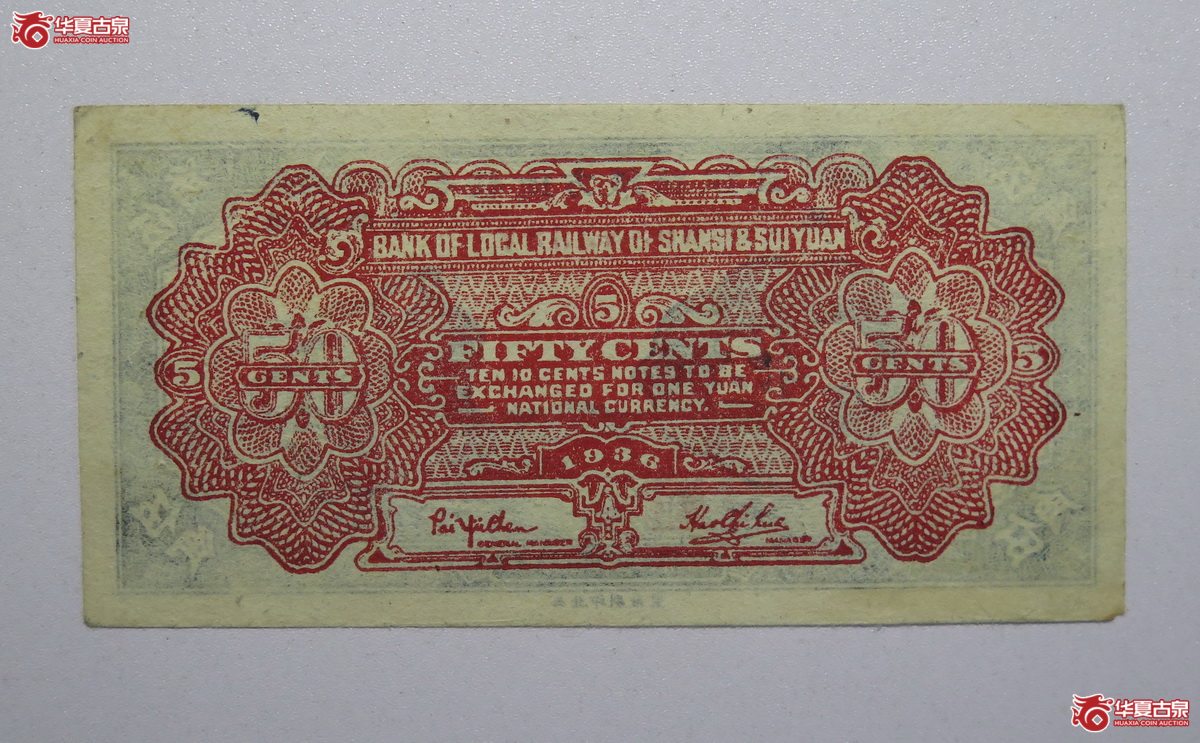 华夏古泉
HUAXIA COIN AUCTION
BANK OF LOCAL RAILWAY OF SHANSI & SUIYUAN
5
50
CENTS
5
FIFTY CENTS
TEN 10 CENTS NOTES TO BE
EXCHANGED FOR ONE YUAN
NATIONAL CURRENCY.
50
CENTS
5
1936
GENERAL MANAGER
MANAGER
华夏古泉
HUAXIA COIN AUCTION